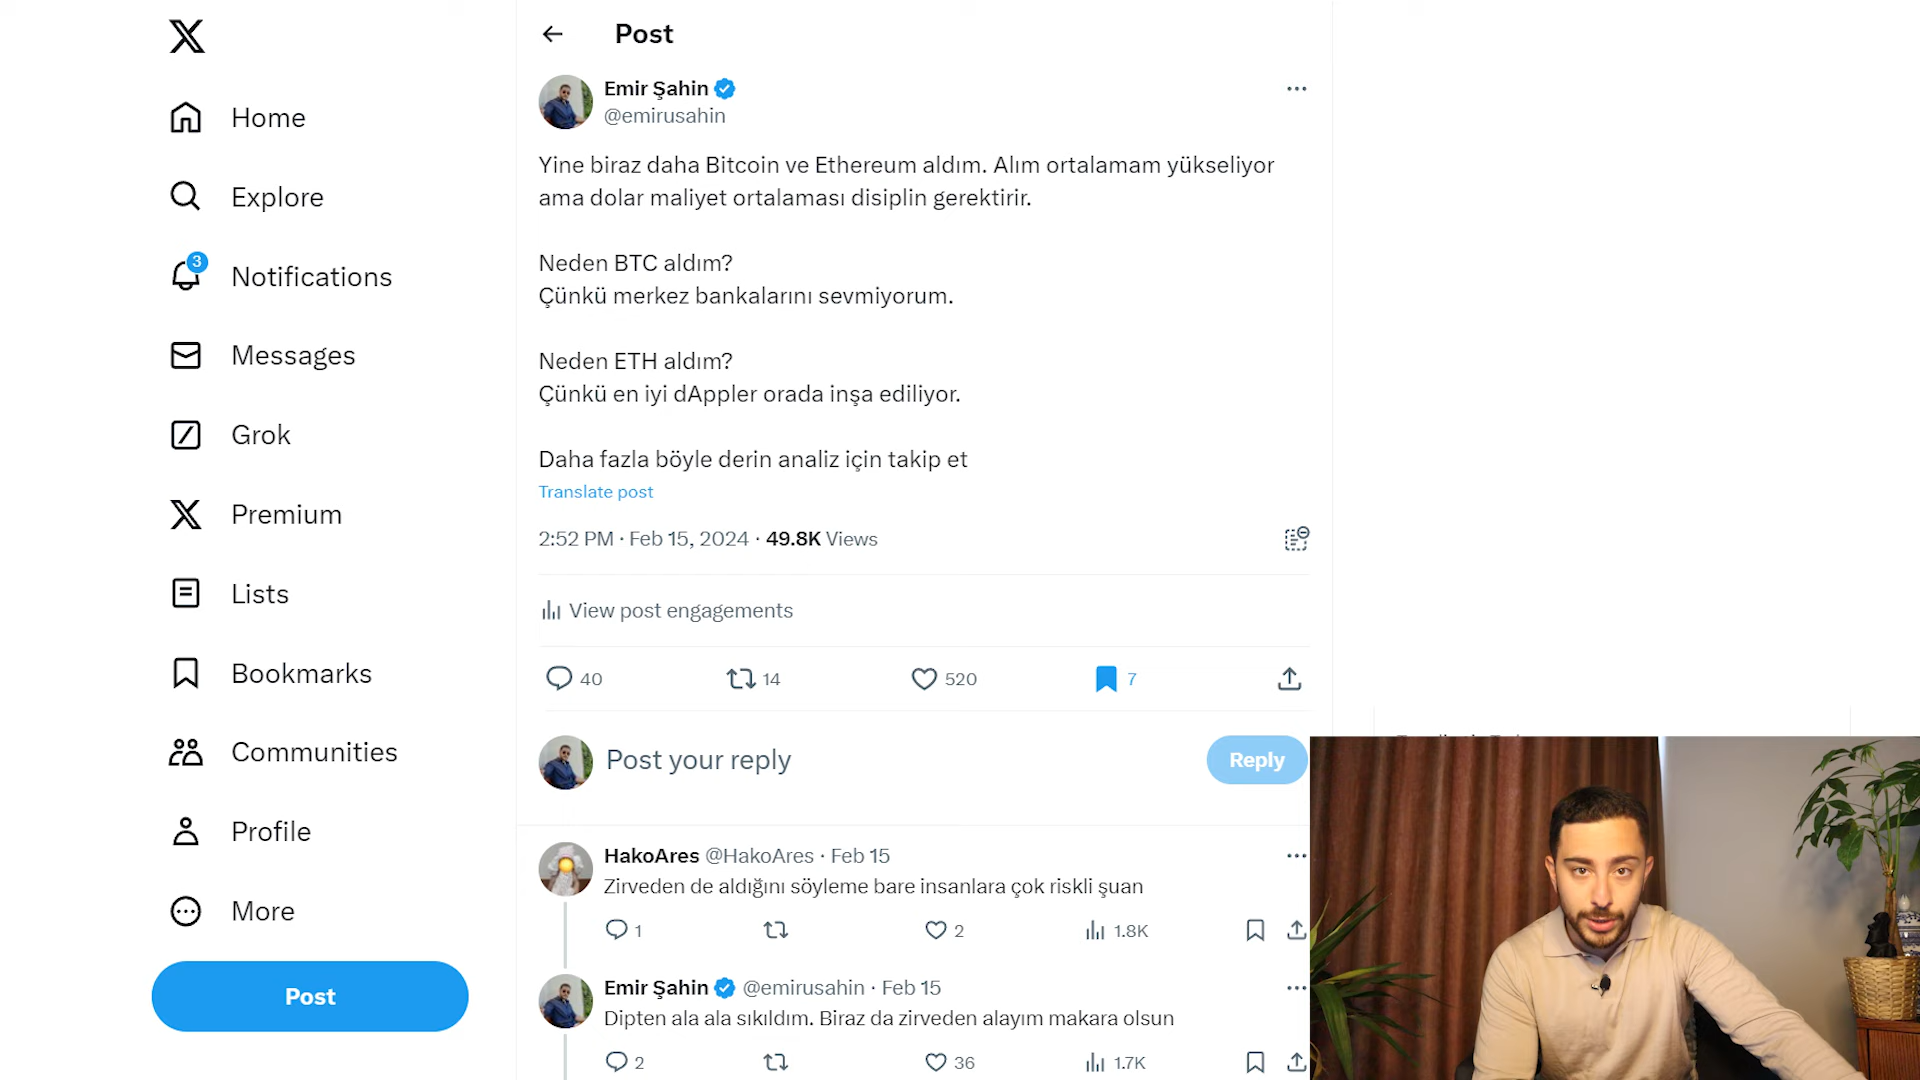 Post
Emir Şahin
@emirusahin
Yine biraz daha Bitcoin ve Ethereum aldım. Alım ortalamam yükseliyor
ama dolar maliyet ortalaması disiplin gerektirir.
Neden BTC aldım?
Çünkü merkez bankalarını sevmiyorum.
Neden ETH aldım?
Çünkü en iyi dAppler orada inşa ediliyor.
Daha fazla böyle derin analiz için takip et
Translate post
2:52 PM · Feb 15, 2024 · 49.8K Views
View post engagements
40 14 520 7
Post your reply
Reply
HakoAres @HakoAres · Feb 15
Zirveden de aldığını söyleme bare insanlara çok riskli şuan
1 2 1.8K
Emir Şahin @emirusahin · Feb 15
Dipten ala ala sıkıldım. Biraz da zirveden alayım makara olsun
2 36 1.7K
Home
Explore
3
Notifications
Messages
Grok
Premium
Lists
Bookmarks
Communities
Profile
More
Post